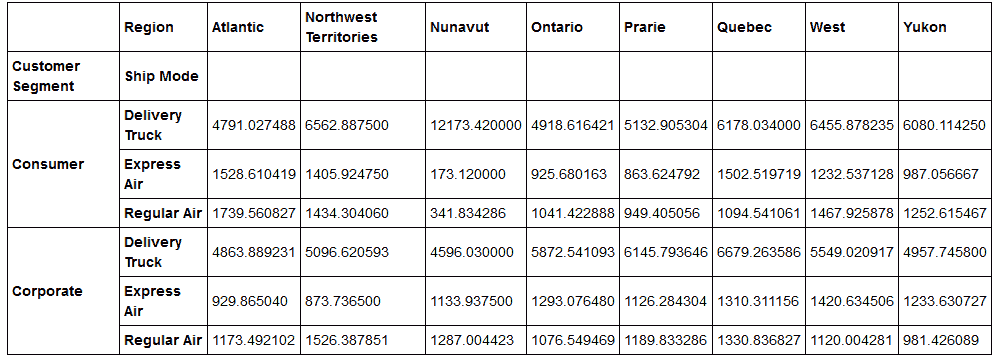 Region Atlantic Northwest Territories Nunavut Ontario Prarie Quebec West Yukon
Customer Segment Ship Mode
Consumer Delivery Truck 4791.027488 6562.887500 12173.420000 4918.616421 5132.905304 6178.034000 6455.878235 6080.114250
Express Air 1528.610419 1405.924750 173.120000 925.680163 863.624792 1502.519719 1232.537128 987.056667
Regular Air 1739.560827 1434.304060 341.834286 1041.422888 949.405056 1094.541061 1467.925878 1252.615467
Corporate Delivery Truck 4863.889231 5096.620593 4596.030000 5872.541093 6145.793646 6679.263586 5549.020917 4957.745800
Express Air 929.865040 873.736500 1133.937500 1293.076480 1126.284304 1310.311156 1420.634506 1233.630727
Regular Air 1173.492102 1526.387851 1287.004423 1076.549469 1189.833286 1330.836827 1120.004281 981.426089